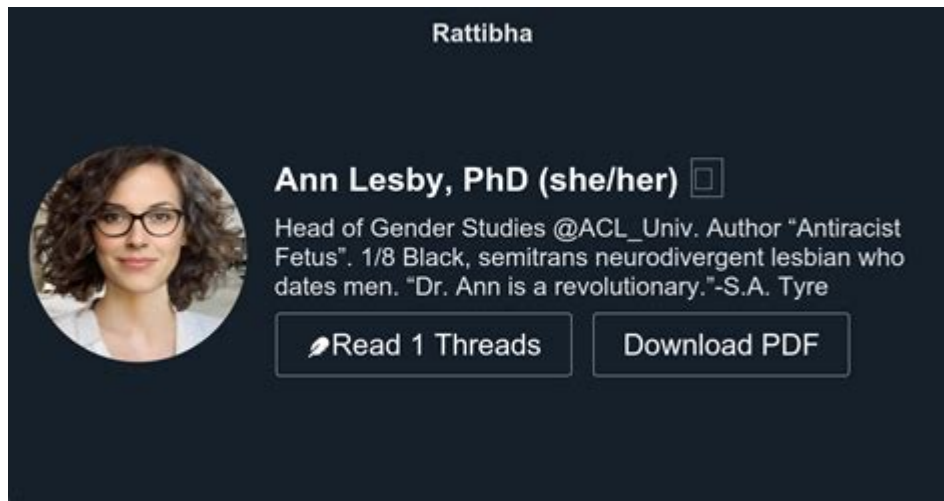 Rattibha
Ann Lesby, PhD (she/her)
Head of Gender Studies @ACL_Univ. Author “Antiracist
Fetus”. 1/8 Black, semitrans neurodivergent lesbian who
dates men. “Dr. Ann is a revolutionary.”-S.A. Tyre
Read 1 Threads
Download PDF